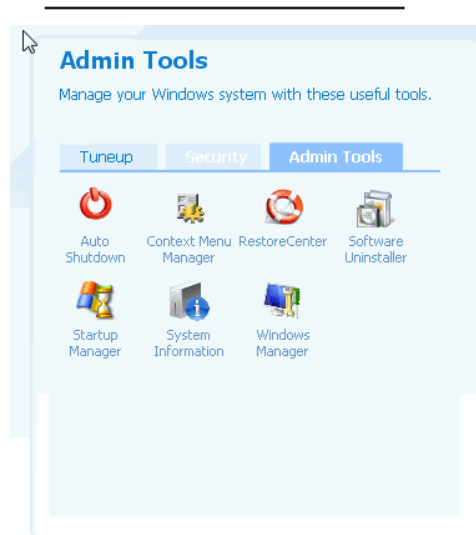 Admin Tools
Manage your Windows system with these useful tools.
Tuneup Security Admin Tools
Auto Shutdown
Context Menu Manager
RestoreCenter
Software Uninstaller
Startup Manager
System Information
Windows Manager